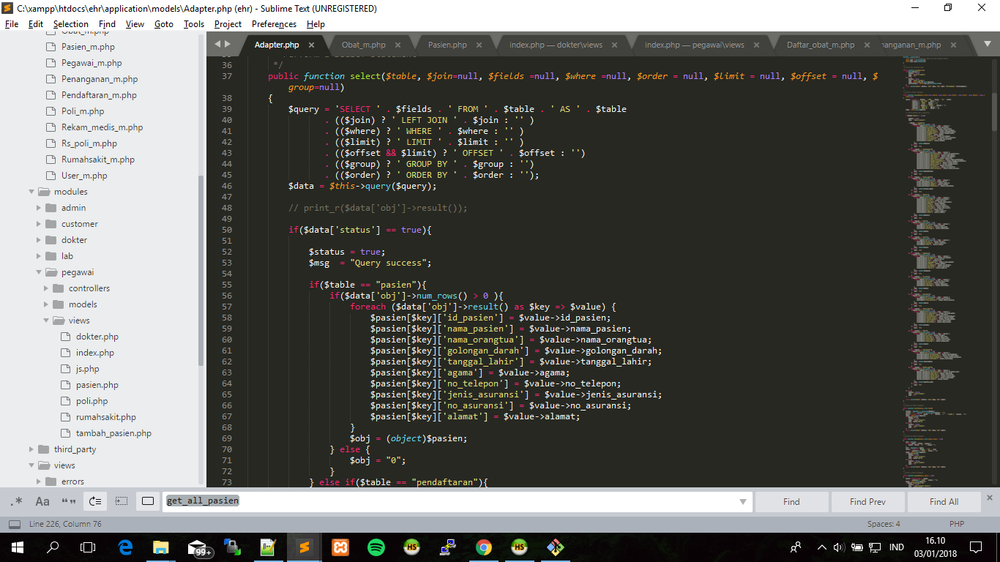 C:\xampp\htdocs\ehr\application\models\Adapter.php (ehr) - Sublime Text (UNREGISTERED)
File Edit Selection Find View Goto Tools Project Preferences Help
Obat_m.php
Pasien_m.php
Pegawai_m.php
Penanganan_m.php
Pendaftaran_m.php
Poli_m.php
Rekam_medis_m.php
Rs_poli_m.php
Rumahsakit_m.php
User_m.php
modules
admin
customer
dokter
lab
pegawai
controllers
models
views
dokter.php
index.php
js.php
pasien.php
poli.php
rumahsakit.php
tambah_pasien.php
third_party
views
errors
Adapter.php Obat_m.php Pasien.php index.php — dokter\views index.php — pegawai\views Daftar_obat_m.php nanganan_m.php
36 */
37 public function select($table, $join=null, $fields =null, $where =null, $order = null, $limit = null, $offset = null, $
group=null)
38 {
39 $query = 'SELECT ' . $fields . ' FROM ' . $table . ' AS ' . $table
40 . (($join) ? ' LEFT JOIN ' . $join : '' )
41 . (($where) ? ' WHERE ' . $where : '' )
42 . (($limit) ? ' LIMIT ' . $limit : '' )
43 . (($offset && $limit) ? ' OFFSET ' . $offset : '')
44 . (($group) ? ' GROUP BY ' . $group : '')
45 . (($order) ? ' ORDER BY ' . $order : '');
46 $data = $this->query($query);
47
48 // print_r($data['obj']->result());
49
50 if($data['status'] == true){
51
52 $status = true;
53 $msg  = "Query success";
54
55 if($table == "pasien"){
56 if($data['obj']->num_rows() > 0 ){
57 foreach ($data['obj']->result() as $key => $value) {
58 $pasien[$key]['id_pasien'] = $value->id_pasien;
59 $pasien[$key]['nama_pasien'] = $value->nama_pasien;
60 $pasien[$key]['nama_orangtua'] = $value->nama_orangtua;
61 $pasien[$key]['golongan_darah'] = $value->golongan_darah;
62 $pasien[$key]['tanggal_lahir'] = $value->tanggal_lahir;
63 $pasien[$key]['agama'] = $value->agama;
64 $pasien[$key]['no_telepon'] = $value->no_telepon;
65 $pasien[$key]['jenis_asuransi'] = $value->jenis_asuransi;
66 $pasien[$key]['no_asuransi'] = $value->no_asuransi;
67 $pasien[$key]['alamat'] = $value->alamat;
68 }
69 $obj = (object)$pasien;
70 } else {
71 $obj = "0";
72 }
73 } else if($table == "pendaftaran"){
.* Aa “” get_all_pasien Find Find Prev Find All
Line 226, Column 76 Spaces: 4 PHP
99+ HS HS IND 16.10
03/01/2018